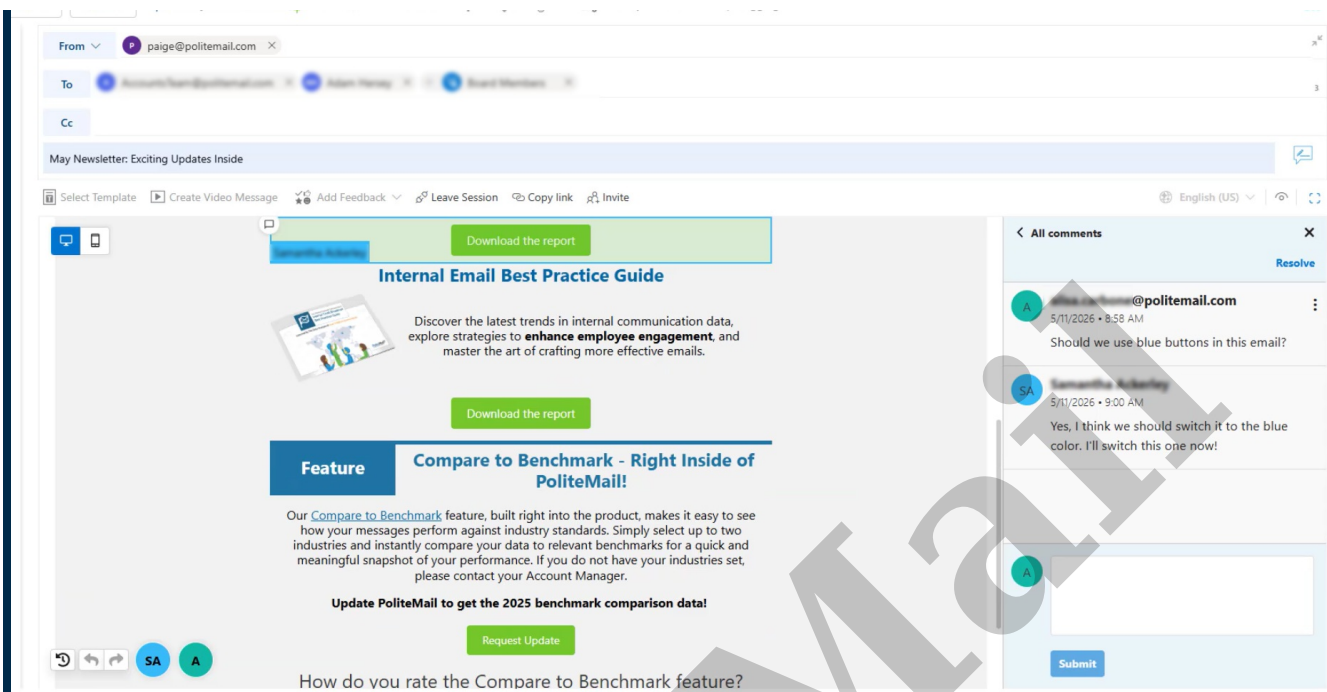 From
P
paige@politemail.com
To
3
Cc
May Newsletter: Exciting Updates Inside
Select Template
Create Video Message
Add Feedback
Leave Session
Copy link
Invite
English (US)
Download the report
Internal Email Best Practice Guide
Discover the latest trends in internal communication data,
explore strategies to enhance employee engagement, and
master the art of crafting more effective emails.
Download the report
Feature
Compare to Benchmark - Right Inside of
PoliteMail!
Our Compare to Benchmark feature, built right into the product, makes it easy to see
how your messages perform against industry standards. Simply select up to two
industries and instantly compare your data to relevant benchmarks for a quick and
meaningful snapshot of your performance. If you do not have your industries set,
please contact your Account Manager.
Update PoliteMail to get the 2025 benchmark comparison data!
Request Update
SA
A
How do you rate the Compare to Benchmark feature?
All comments
Resolve
A
@politemail.com
5/11/2026 • 8:58 AM
Should we use blue buttons in this email?
SA
5/11/2026 • 9:00 AM
Yes, I think we should switch it to the blue
color. I'll switch this one now!
A
Submit
Mail